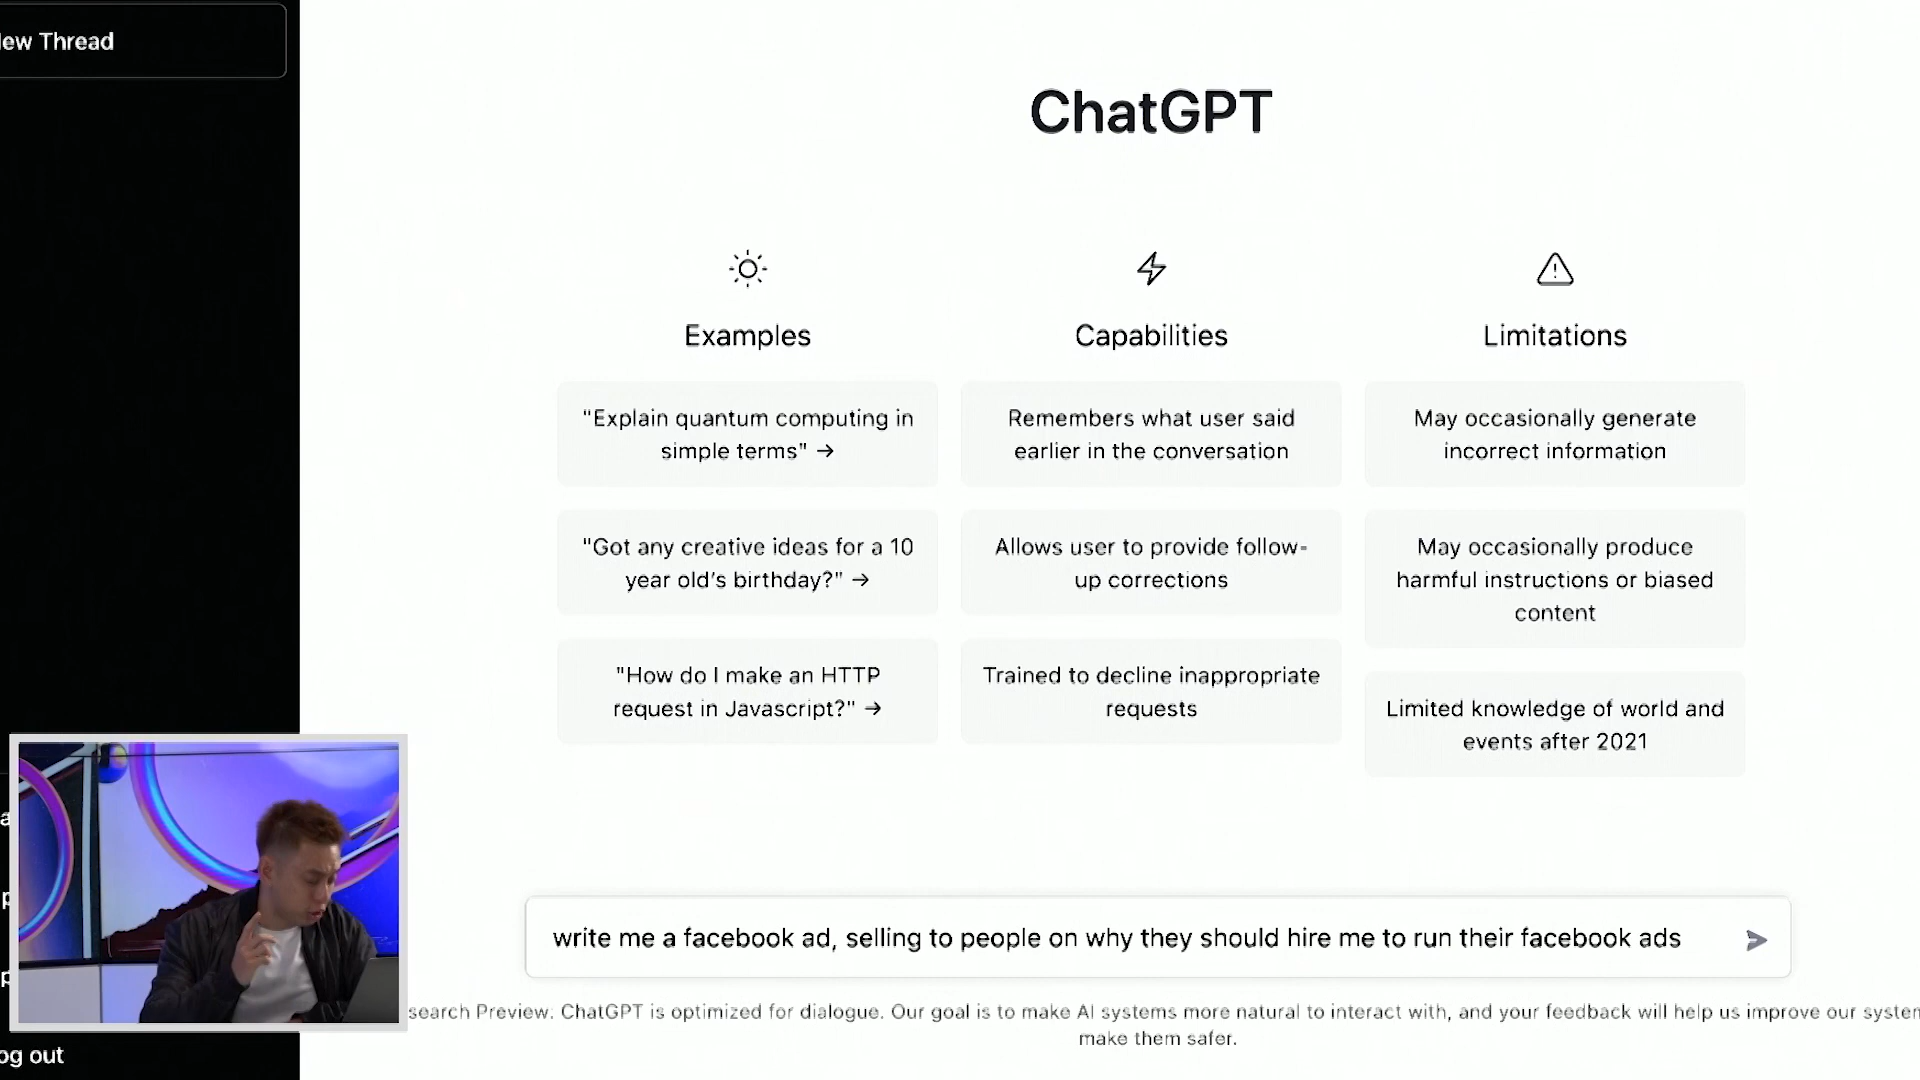 New Thread
ChatGPT
Examples
Capabilities
Limitations
"Explain quantum computing in
simple terms" →
"Got any creative ideas for a 10
year old's birthday?" →
"How do I make an HTTP
request in Javascript?" →
Remembers what user said
earlier in the conversation
Allows user to provide follow-
up corrections
Trained to decline inappropriate
requests
May occasionally generate
incorrect information
May occasionally produce
harmful instructions or biased
content
Limited knowledge of world and
events after 2021
write me a facebook ad, selling to people on why they should hire me to run their facebook ads
search Preview: ChatGPT is optimized for dialogue. Our goal is to make AI systems more natural to interact with, and your feedback will help us improve our system
make them safer.
og out